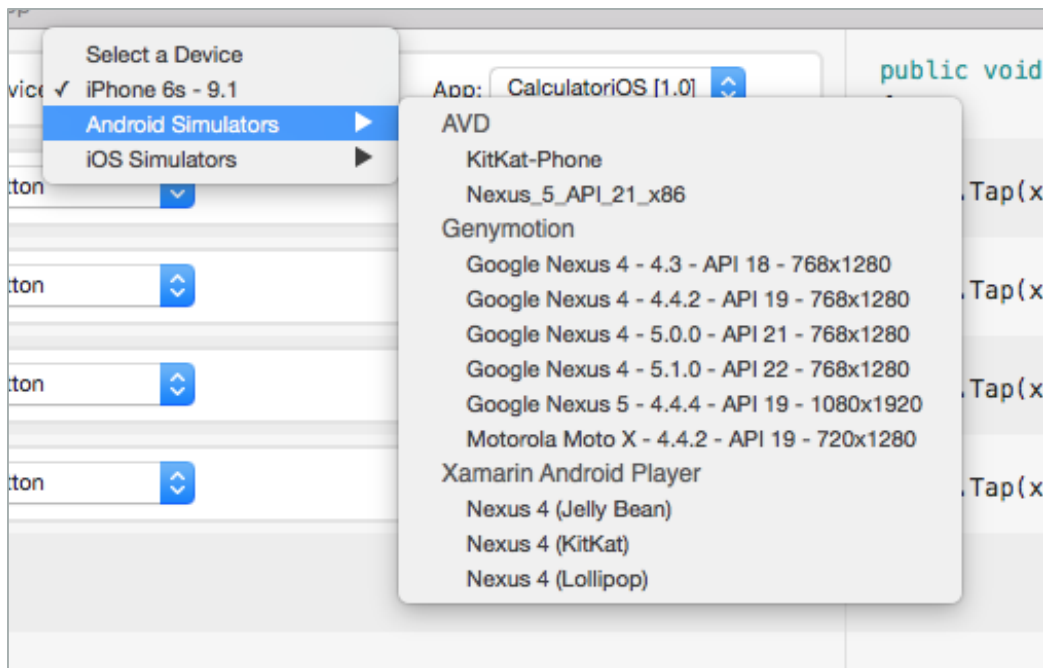 Select a Device
vice ✓ iPhone 6s - 9.1
App: CalculatoriOS [1.0]
public void
Android Simulators
iOS Simulators
AVD
KitKat-Phone
Nexus_5_API_21_x86
Genymotion
Google Nexus 4 - 4.3 - API 18 - 768x1280
Google Nexus 4 - 4.4.2 - API 19 - 768x1280
Google Nexus 4 - 5.0.0 - API 21 - 768x1280
Google Nexus 4 - 5.1.0 - API 22 - 768x1280
Google Nexus 5 - 4.4.4 - API 19 - 1080x1920
Motorola Moto X - 4.4.2 - API 19 - 720x1280
Xamarin Android Player
Nexus 4 (Jelly Bean)
Nexus 4 (KitKat)
Nexus 4 (Lollipop)
tton
tton
tton
tton
.Tap(x
.Tap(x
.Tap(x
.Tap(x